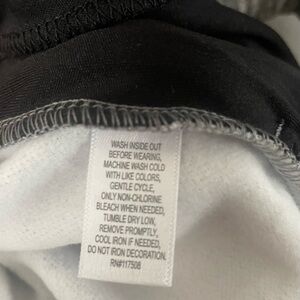 WASH INSIDE OUT
BEFORE WEARING,
MACHINE WASH COLD
WITH LIKE COLORS,
GENTLE CYCLE,
ONLY NON-CHLORINE
BLEACH WHEN NEEDED,
TUMBLE DRY LOW,
REMOVE PROMPTLY,
COOL IRON IF NEEDED,
DO NOT IRON DECORATION.
RN#117508